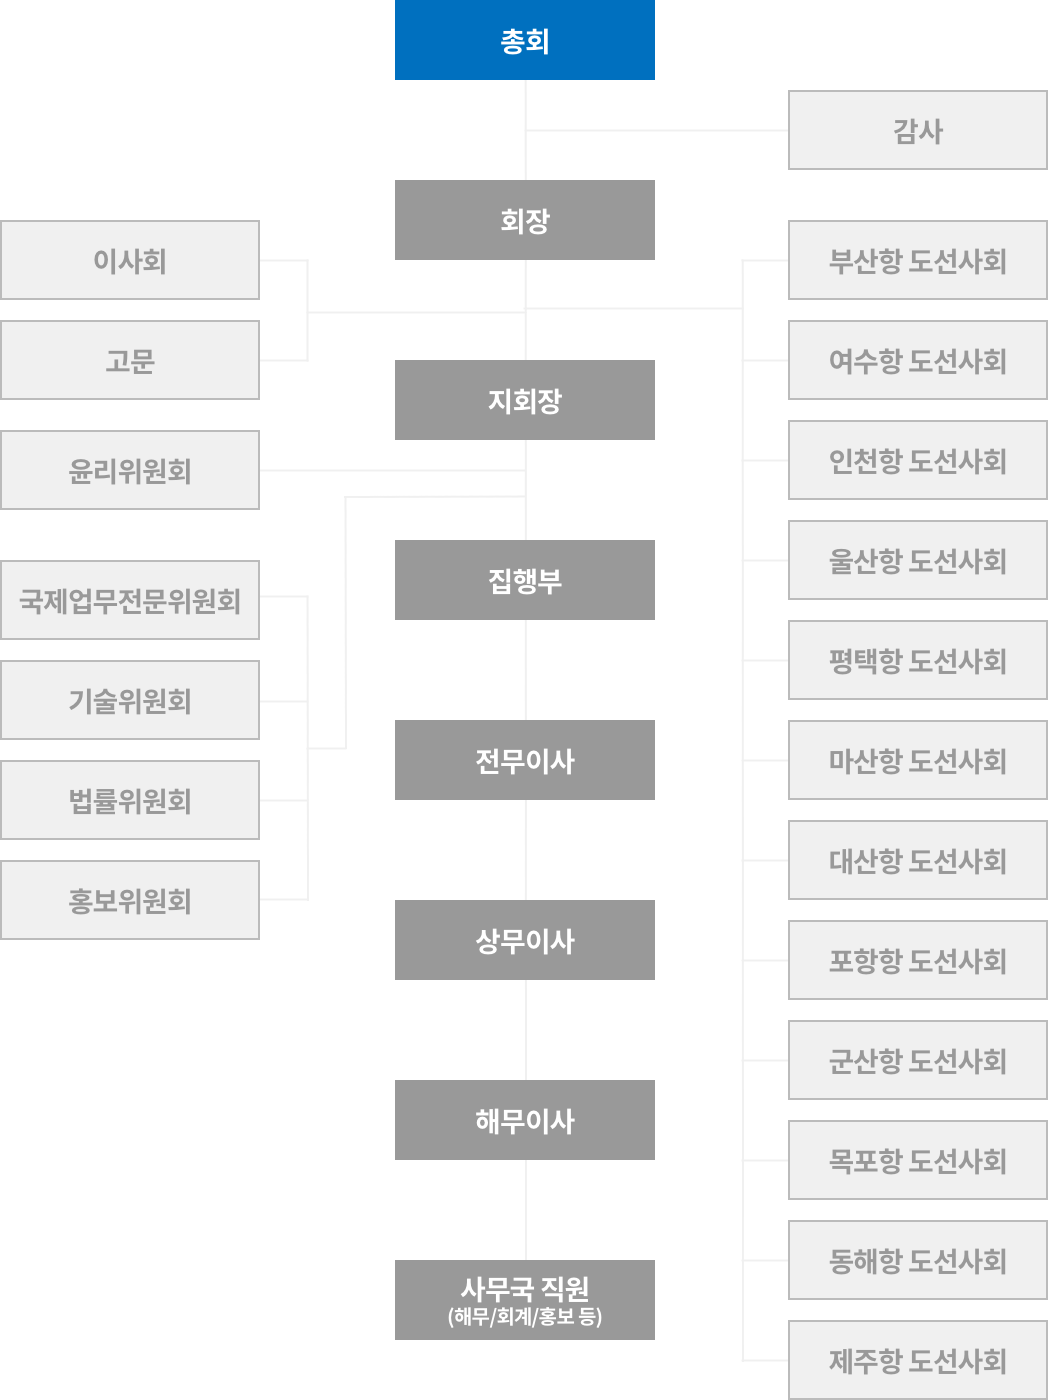 총회
감사
회장
이사회
고문
부산항 도선사회
여수항 도선사회
인천항 도선사회
울산항 도선사회
평택항 도선사회
마산항 도선사회
대산항 도선사회
포항항 도선사회
군산항 도선사회
목포항 도선사회
동해항 도선사회
제주항 도선사회
지회장
윤리위원회
국제업무전문위원회
기술위원회
법률위원회
홍보위원회
집행부
전무이사
상무이사
해무이사
사무국 직원
(해무/회계/홍보 등)